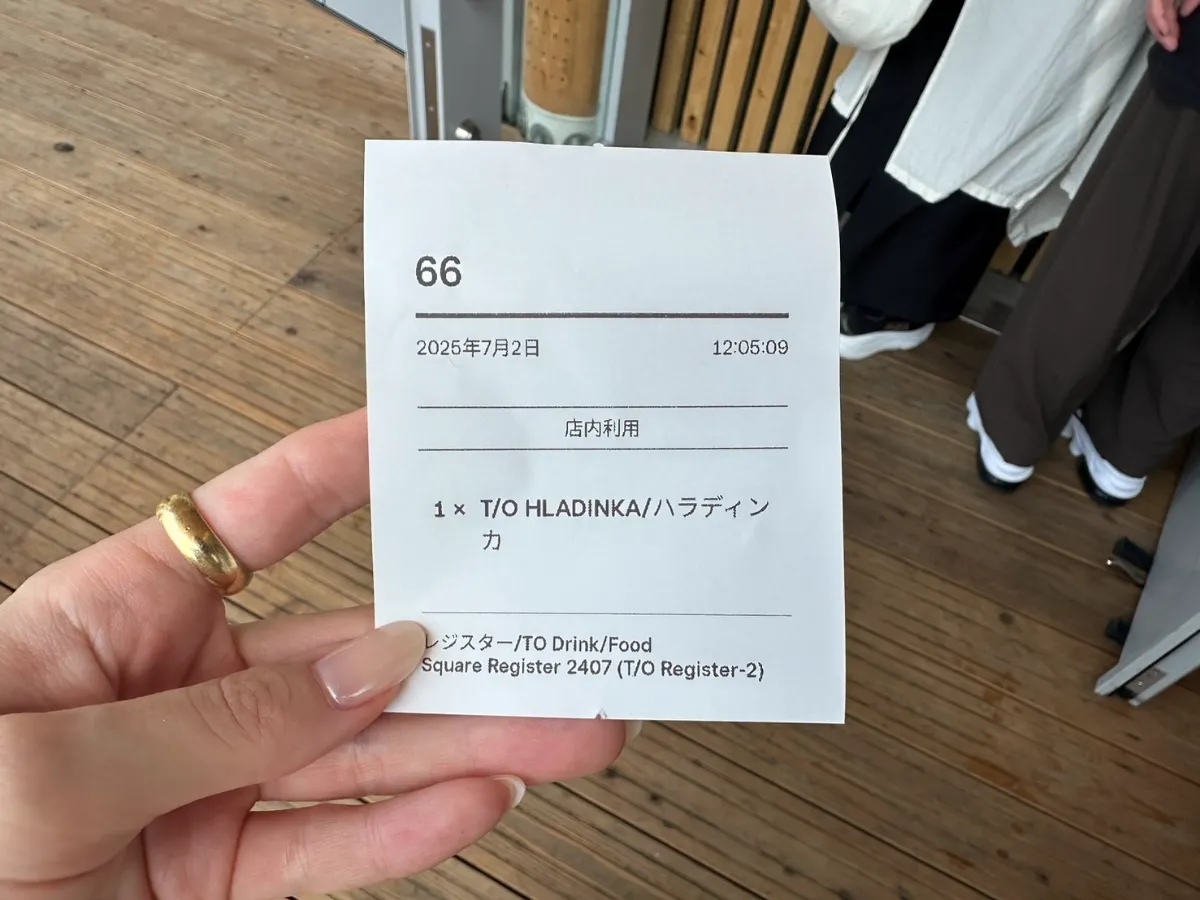 66
2025年7月2日 12:05:09
店内利用
1 × T/O HLADINKA/ハラディン
カ
レジスター/TO Drink/Food
Square Register 2407 (T/O Register-2)